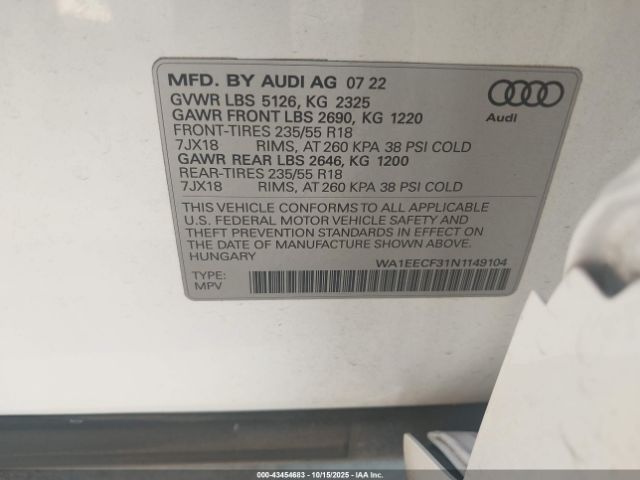 MFD. BY AUDI AG 07 22
GVWR LBS 5126, KG 2325
GAWR FRONT LBS 2690, KG 1220
FRONT-TIRES 235/55 R18
7JX18 RIMS, AT 260 KPA 38 PSI COLD
GAWR REAR LBS 2646, KG 1200
REAR-TIRES 235/55 R18
7JX18 RIMS, AT 260 KPA 38 PSI COLD
Audi
THIS VEHICLE CONFORMS TO ALL APPLICABLE
U.S. FEDERAL MOTOR VEHICLE SAFETY AND
THEFT PREVENTION STANDARDS IN EFFECT ON
THE DATE OF MANUFACTURE SHOWN ABOVE.
HUNGARY
WA1EECF31N1149104
TYPE:
MPV
000-43454683 - 10/15/2025 - IAA Inc.